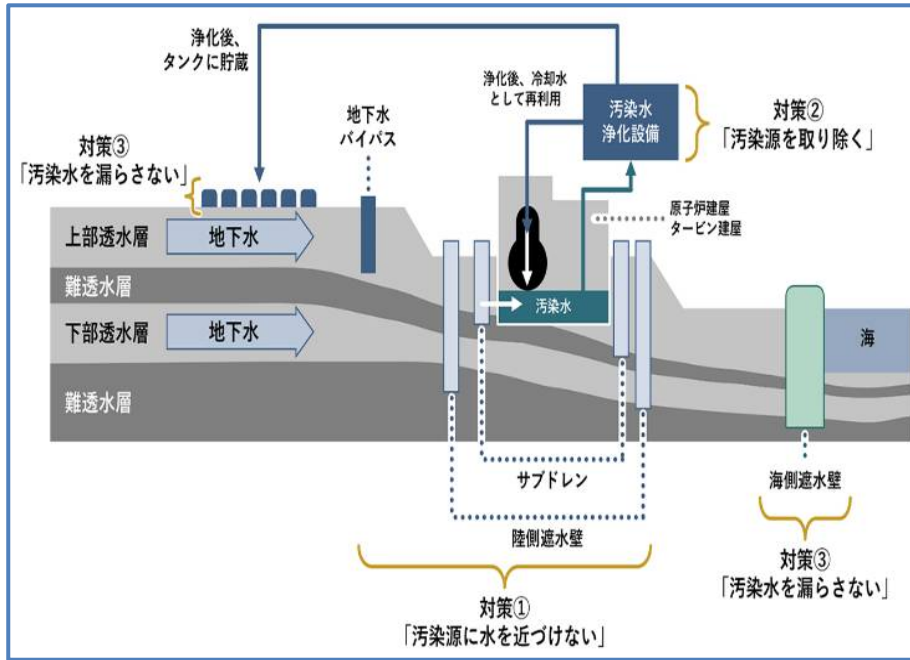 浄化後、
タンクに貯蔵
浄化後、冷却水
として再利用
汚染水
浄化設備
対策②
「汚染源を取り除く」
地下水
バイパス
対策③
「汚染水を漏らさない」
原子炉建屋
タービン建屋
上部透水層
地下水
難透水層
汚染水
下部透水層
地下水
海
難透水層
サブドレン
海側遮水壁
陸側遮水壁
対策③
「汚染水を漏らさない」
対策①
「汚染源に水を近づけない」